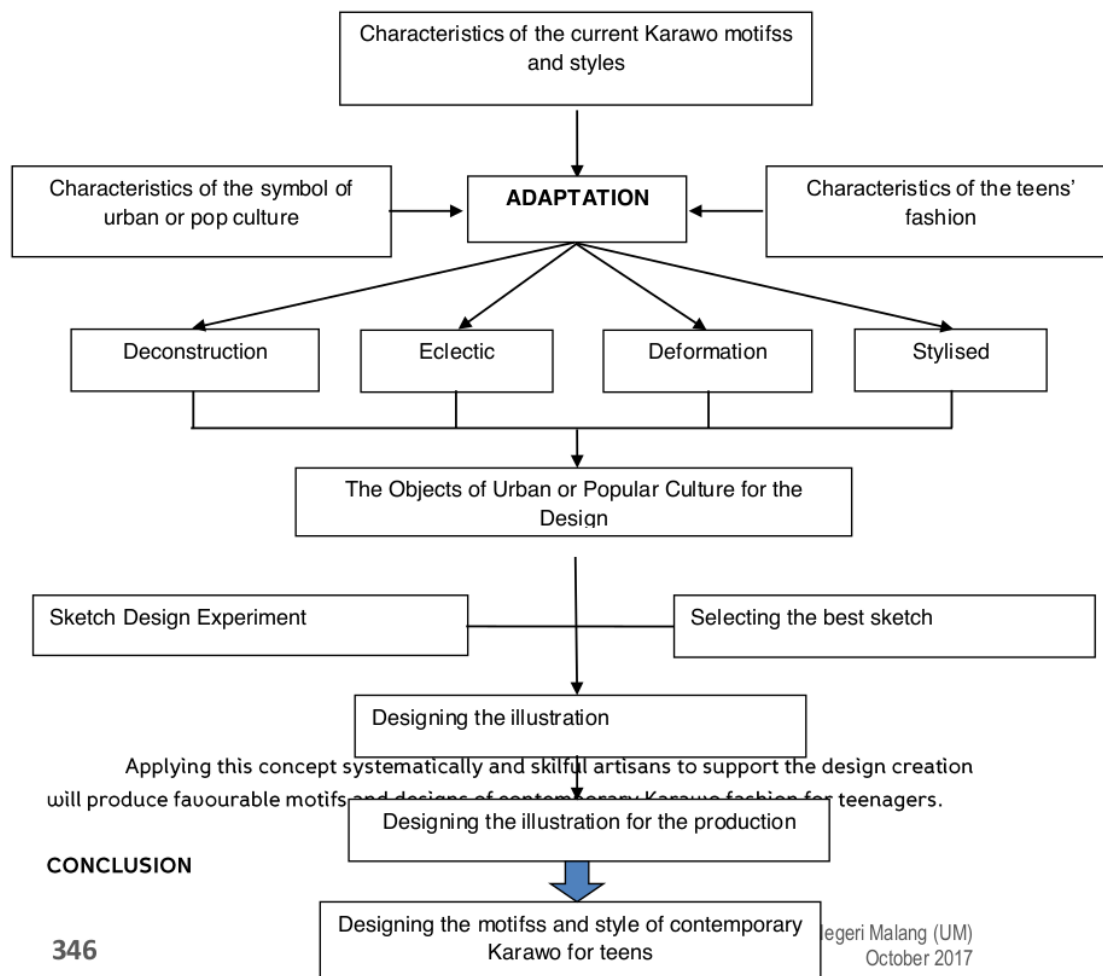 Characteristics of the current Karawo motifss
and styles
Characteristics of the symbol of
urban or pop culture
ADAPTATION
Characteristics of the teens’
fashion
Deconstruction
Eclectic
Deformation
Stylised
The Objects of Urban or Popular Culture for the
Design
Sketch Design Experiment
Selecting the best sketch
Designing the illustration
Applying this concept systematically and skilful artisans to support the design creation
will produce favourable motifs and designs of contemporary Karawo fashion for teenagers.
Designing the illustration for the production
CONCLUSION
Designing the motifss and style of contemporary
Karawo for teens
346
legeri Malang (UM)
October 2017